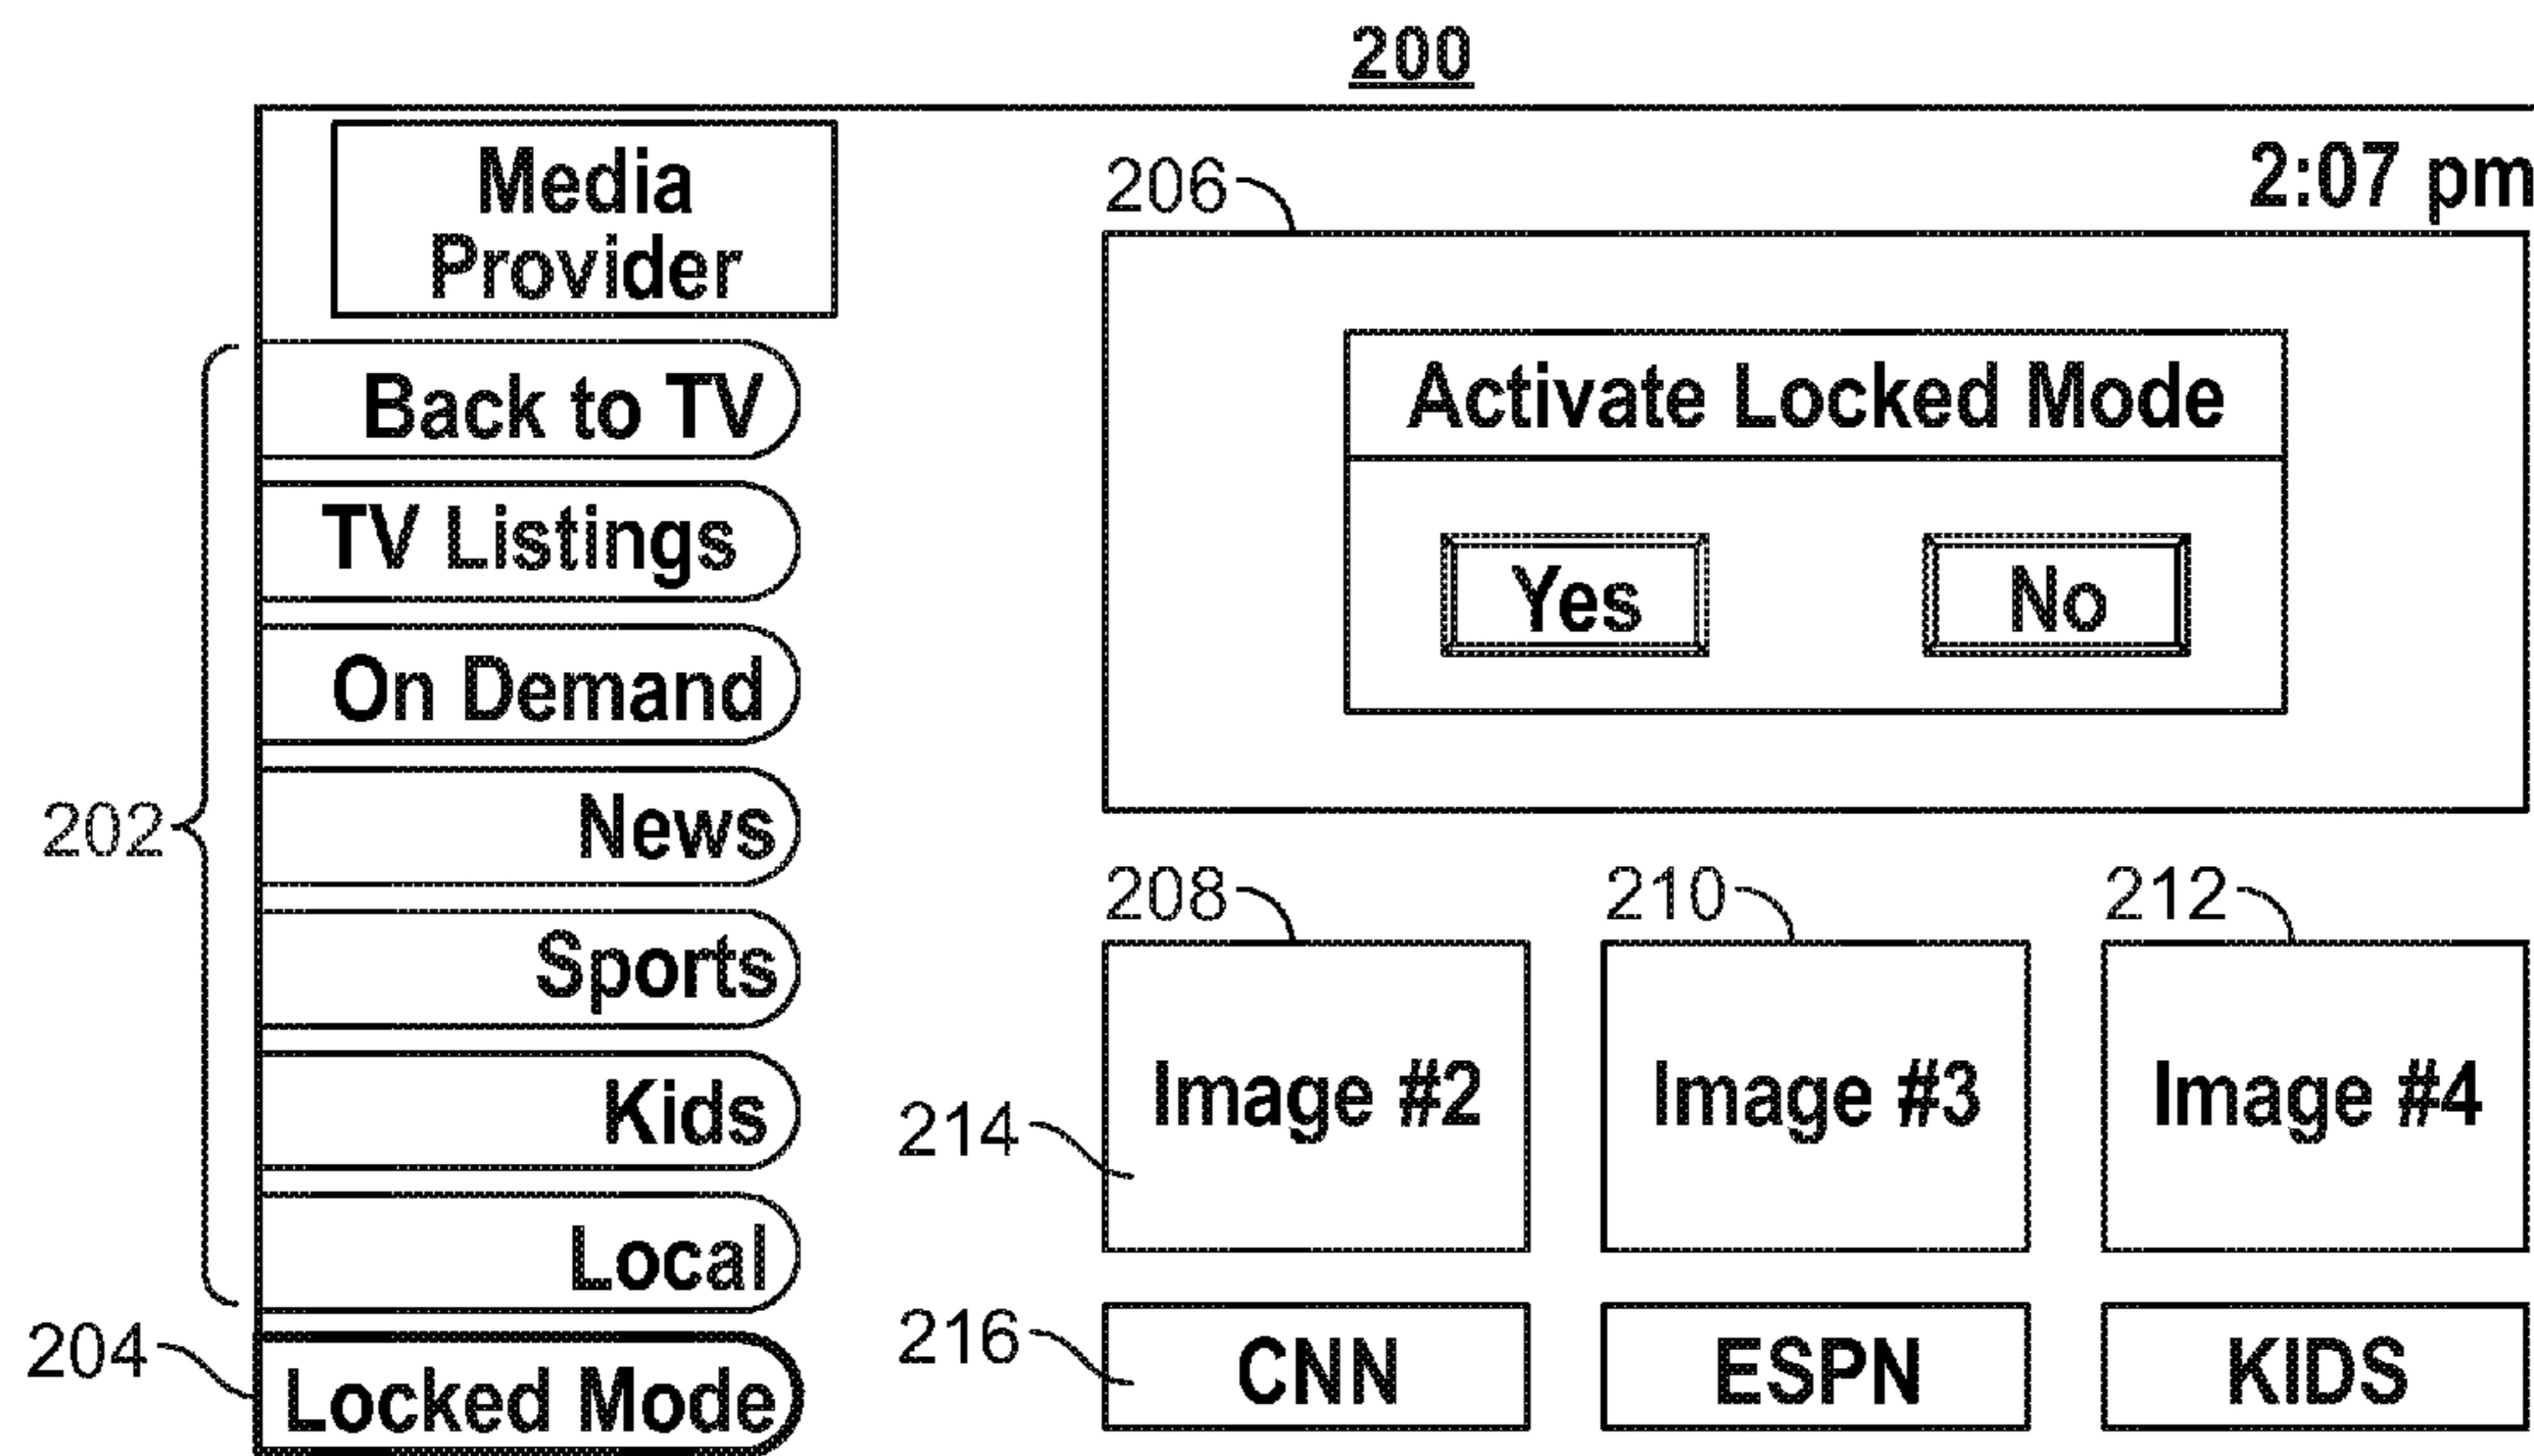 200
Media
Provider
2:07 pm
206
Activate Locked Mode
Yes No
202
Back to TV
TV Listings
On Demand
News
Sports
Kids
Local
204
Locked Mode
208 210 212
214
Image #2 Image #3 Image #4
216
CNN ESPN KIDS